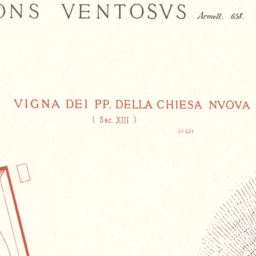 ONS VENTOSVS Armell. 658.
VIGNA DEI PP. DELLA CHIESA NVOVA
( Sec. XIII )